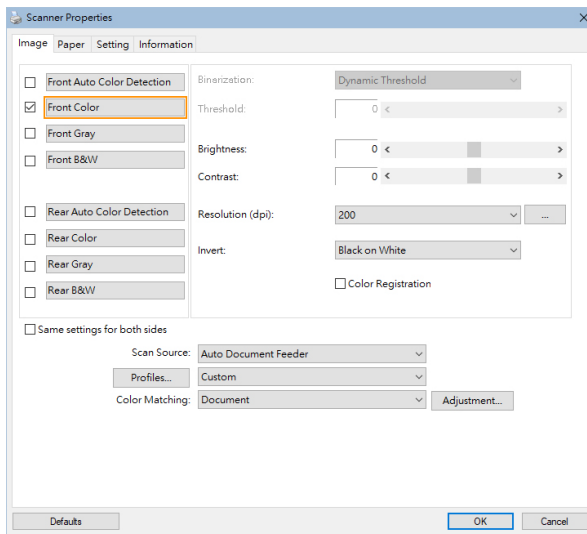 Scanner Properties
Image Paper Setting Information
Front Auto Color Detection
Front Color
Front Gray
Front B&W
Rear Auto Color Detection
Rear Color
Rear Gray
Rear B&W
Binarization: Dynamic Threshold
Threshold: 0
Brightness: 0
Contrast: 0
Resolution (dpi): 200 ...
Invert: Black on White
Color Registration
Same settings for both sides
Scan Source: Auto Document Feeder
Profiles... Custom
Color Matching: Document Adjustment...
Defaults OK Cancel